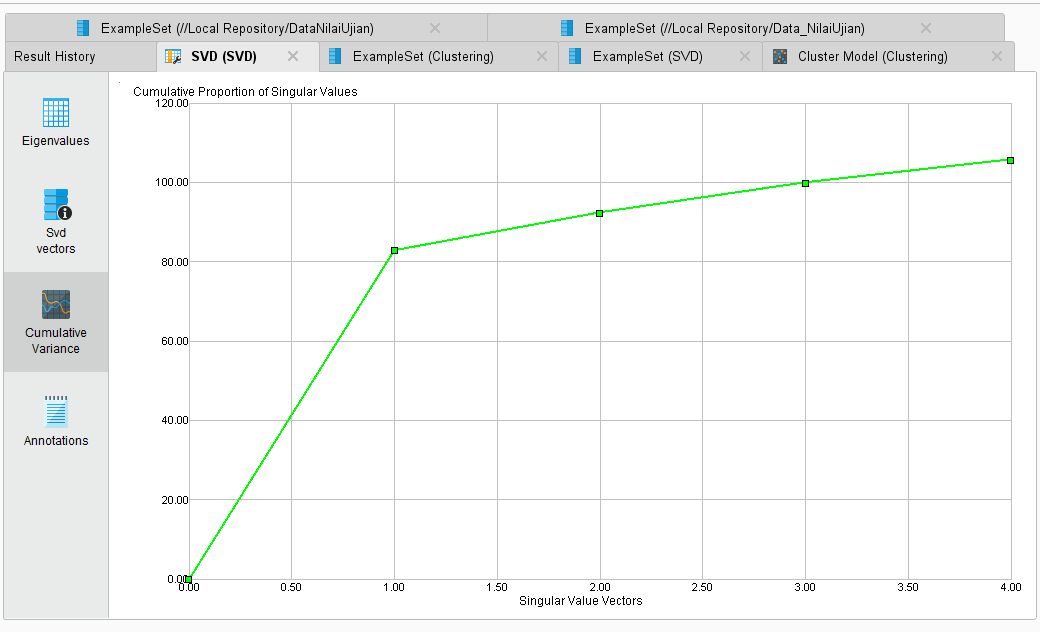 ExampleSet (//Local Repository/DataNilaiUjian)
ExampleSet (//Local Repository/Data_NilaiUjian)
Result History
SVD (SVD)
ExampleSet (Clustering)
ExampleSet (SVD)
Cluster Model (Clustering)
Eigenvalues
Svd
vectors
Cumulative
Variance
Annotations
Cumulative Proportion of Singular Values
120.00
100.00
80.00
60.00
40.00
20.00
0.00
0.00 0.50 1.00 1.50 2.00 2.50 3.00 3.50 4.00
Singular Value Vectors